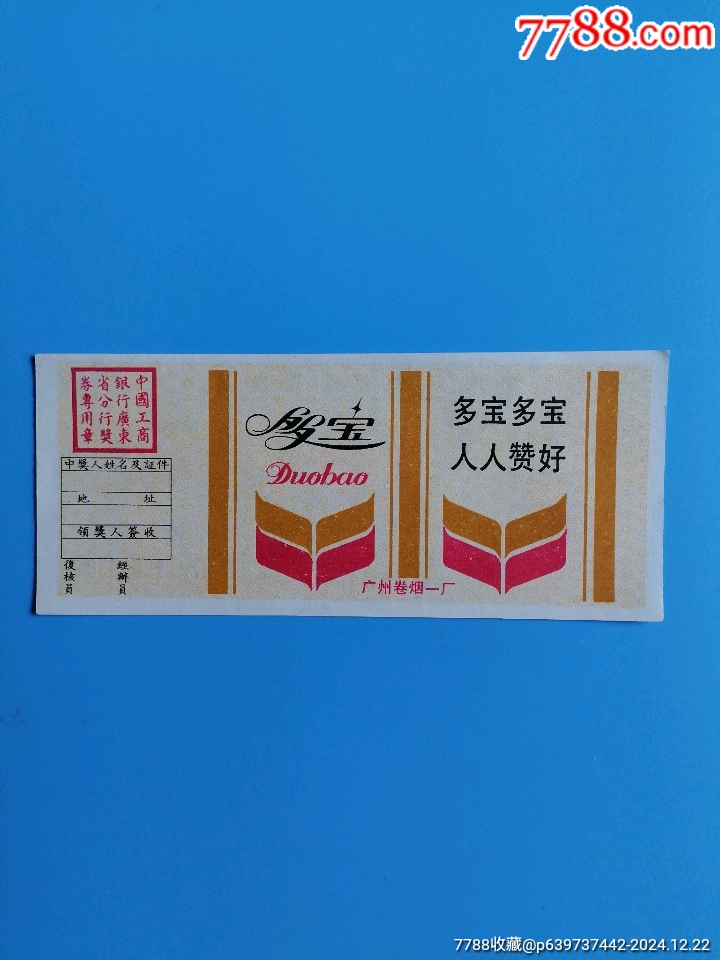 7788.com
中國工商
銀行廣東
省分行獎
券專用章
中獎人姓名及証件
地址
領獎人簽收
復核員
經辦員
多宝
Duobao
多宝多宝
人人赞好
广州卷烟一厂
7788收藏@p639737442-2024.12.22